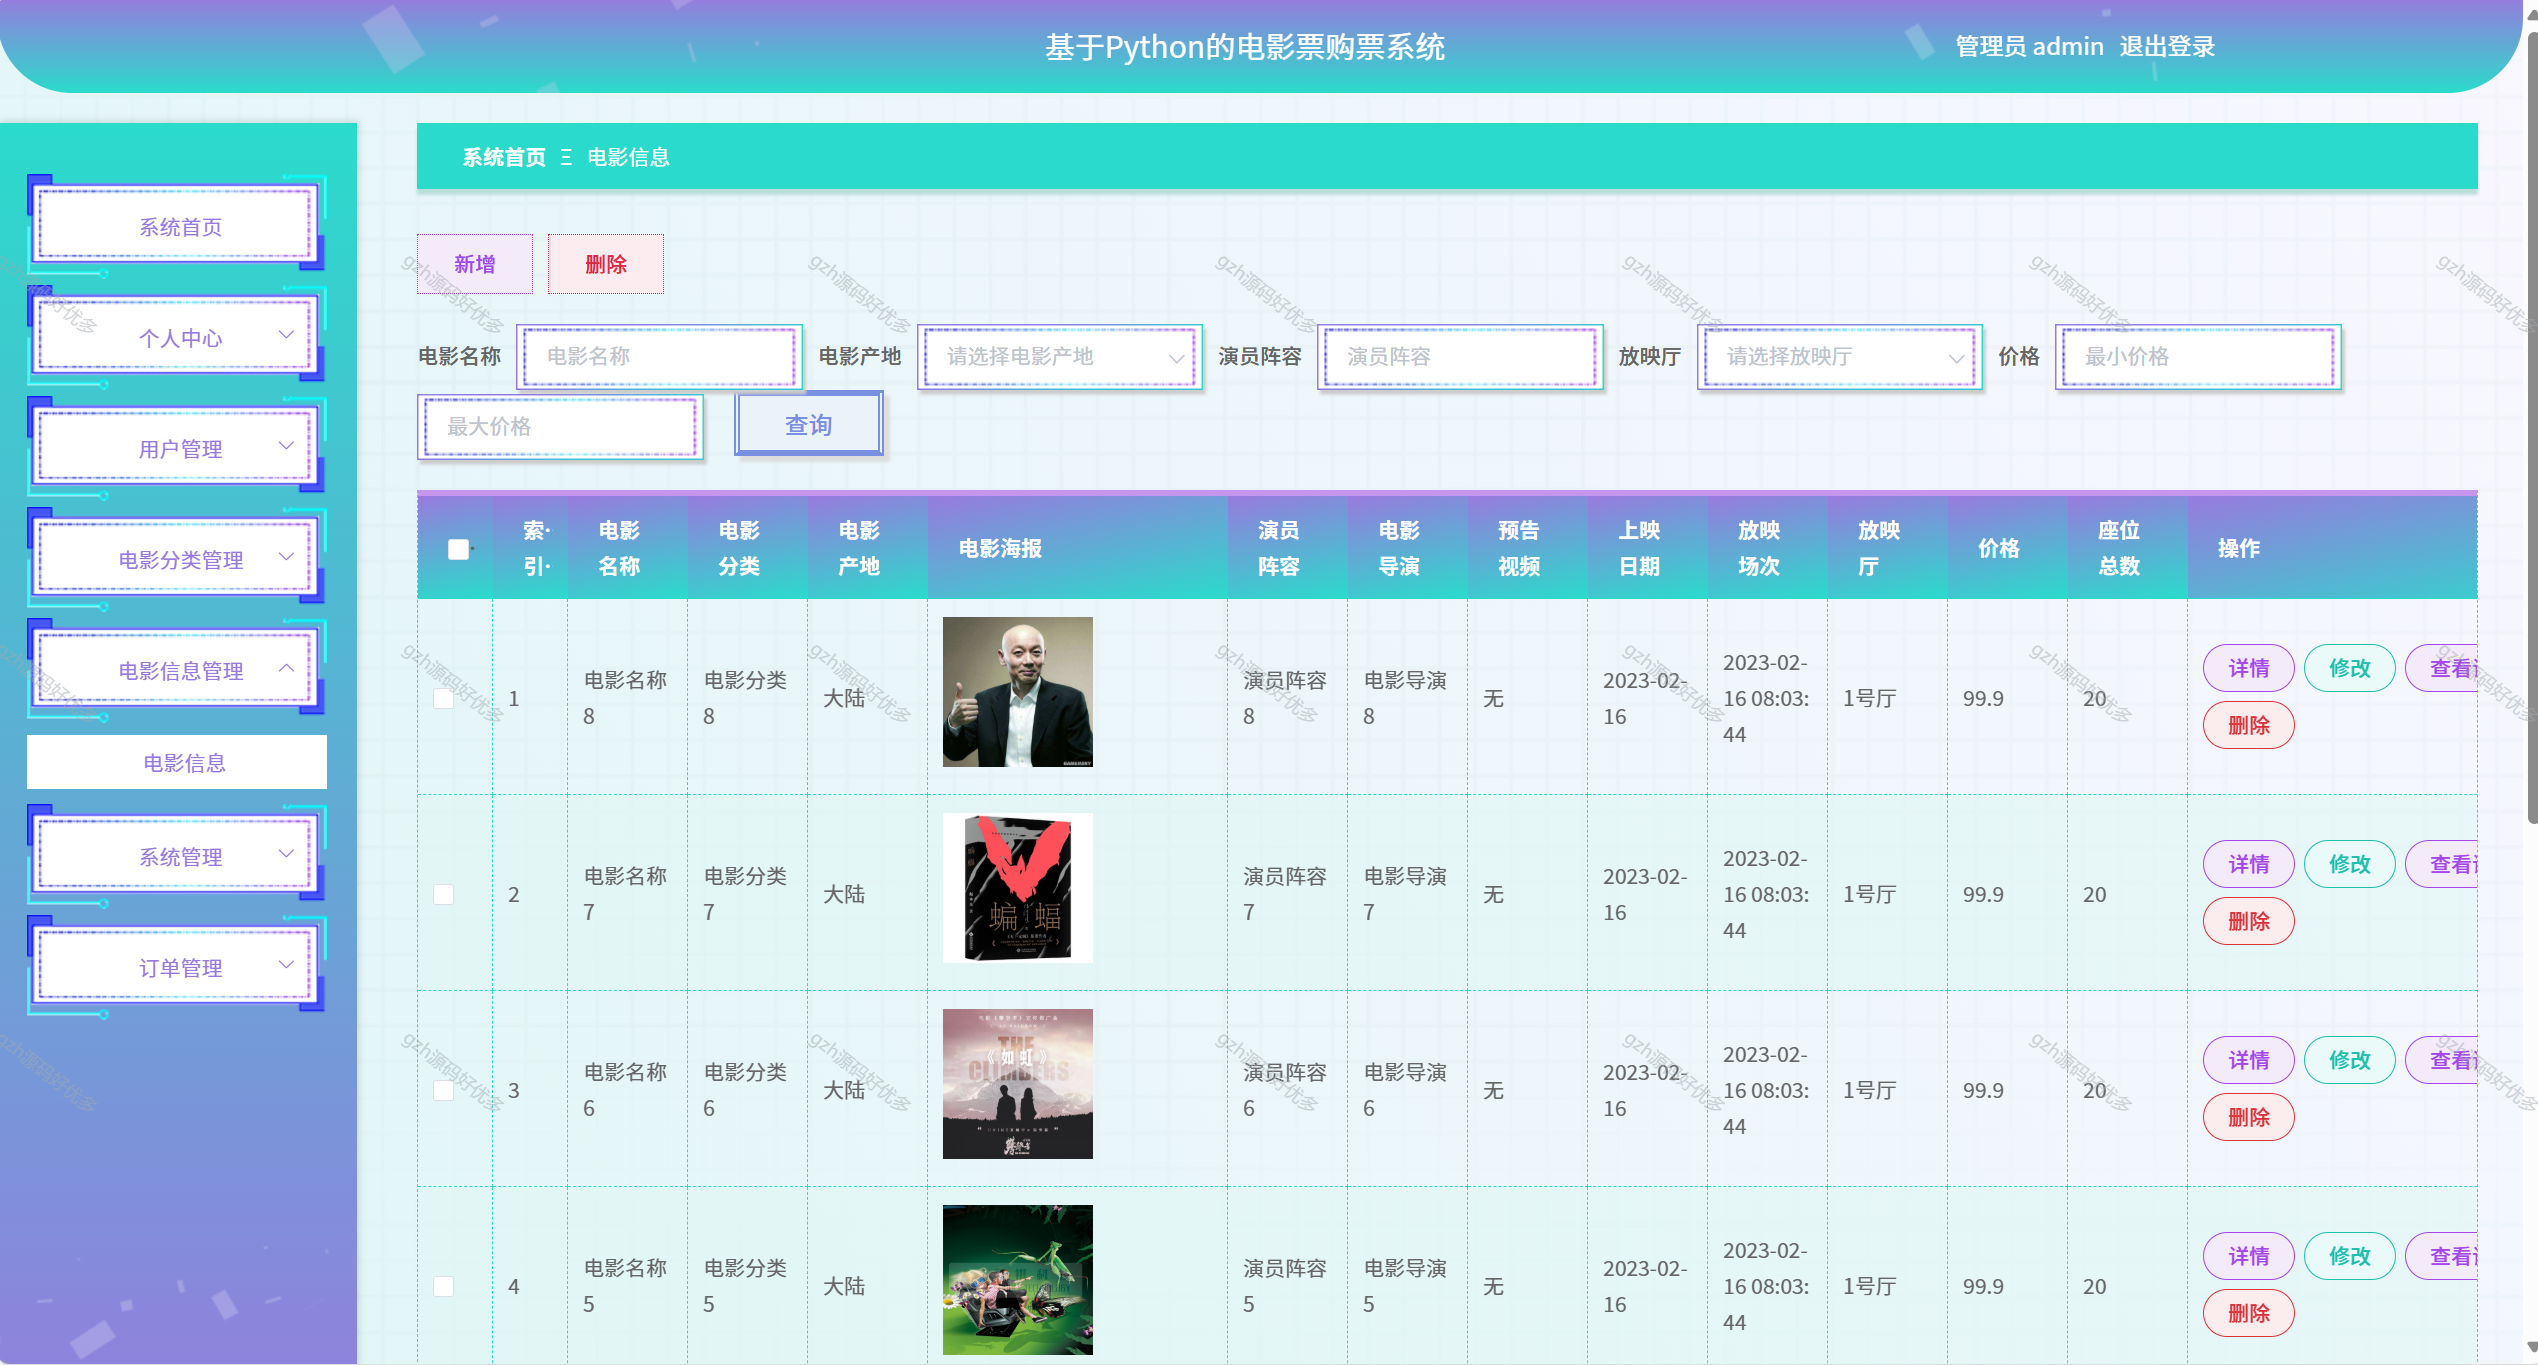 基于Python的电影票购票系统
管理员 admin 退出登录
系统首页 Ξ 电影信息
系统首页
个人中心
用户管理
电影分类管理
电影信息管理
电影信息
系统管理
订单管理
新增 删除
电影名称 电影名称 电影产地 请选择电影产地 演员阵容 演员阵容 放映厅 请选择放映厅 价格 最小价格
最大价格 查询
索引 电影名称 电影分类 电影产地 电影海报 演员阵容 电影导演 预告视频 上映日期 放映场次 放映厅 价格 座位总数 操作
1 电影名称8 电影分类8 大陆 演员阵容8 电影导演8 无 2023-02-16 2023-02-16 08:03:44 1号厅 99.9 20 详情 修改 查看
删除
2 电影名称7 电影分类7 大陆 演员阵容7 电影导演7 无 2023-02-16 2023-02-16 08:03:44 1号厅 99.9 20 详情 修改 查看
删除
蝙蝠
3 电影名称6 电影分类6 大陆 演员阵容6 电影导演6 无 2023-02-16 2023-02-16 08:03:44 1号厅 99.9 20 详情 修改 查看
删除
THE
《如虹》
CLIMBERS
4 电影名称5 电影分类5 大陆 演员阵容5 电影导演5 无 2023-02-16 2023-02-16 08:03:44 1号厅 99.9 20 详情 修改 查看
删除
gzh源码好优多